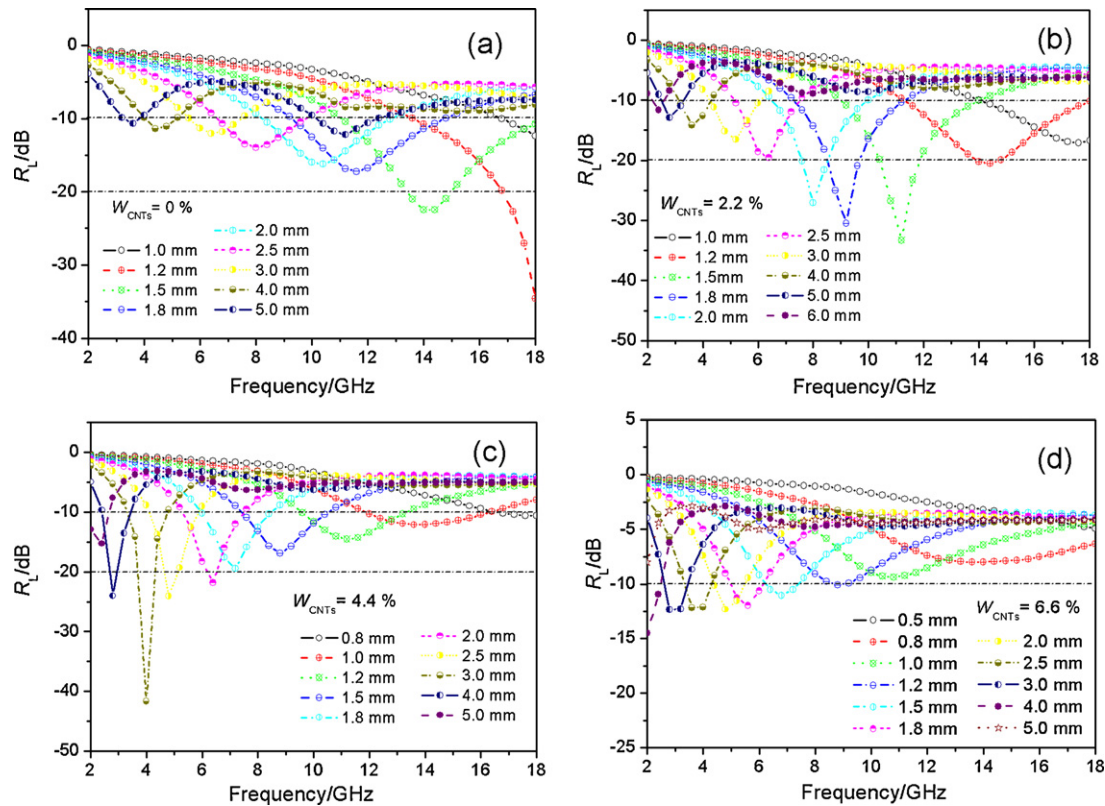 (a)
0
-10
-20
-30
-40
R_L/dB
W_CNTs = 0 %
1.0 mm
1.2 mm
1.5 mm
1.8 mm
2.0 mm
2.5 mm
3.0 mm
4.0 mm
5.0 mm
2 4 6 8 10 12 14 16 18
Frequency/GHz
(b)
0
-10
-20
-30
-40
-50
R_L/dB
W_CNTs = 2.2 %
1.0 mm
1.2 mm
1.5mm
1.8 mm
2.0 mm
2.5 mm
3.0 mm
4.0 mm
5.0 mm
6.0 mm
2 4 6 8 10 12 14 16 18
Frequency/GHz
(c)
0
-10
-20
-30
-40
-50
R_L/dB
W_CNTs = 4.4 %
0.8 mm
1.0 mm
1.2 mm
1.5 mm
1.8 mm
2.0 mm
2.5 mm
3.0 mm
4.0 mm
5.0 mm
2 4 6 8 10 12 14 16 18
Frequency/GHz
(d)
5
0
-5
-10
-15
-20
-25
R_L/dB
W_CNTs = 6.6 %
0.5 mm
0.8 mm
1.0 mm
1.2 mm
1.5 mm
1.8 mm
2.0 mm
2.5 mm
3.0 mm
4.0 mm
5.0 mm
2 4 6 8 10 12 14 16 18
Frequency/GHz